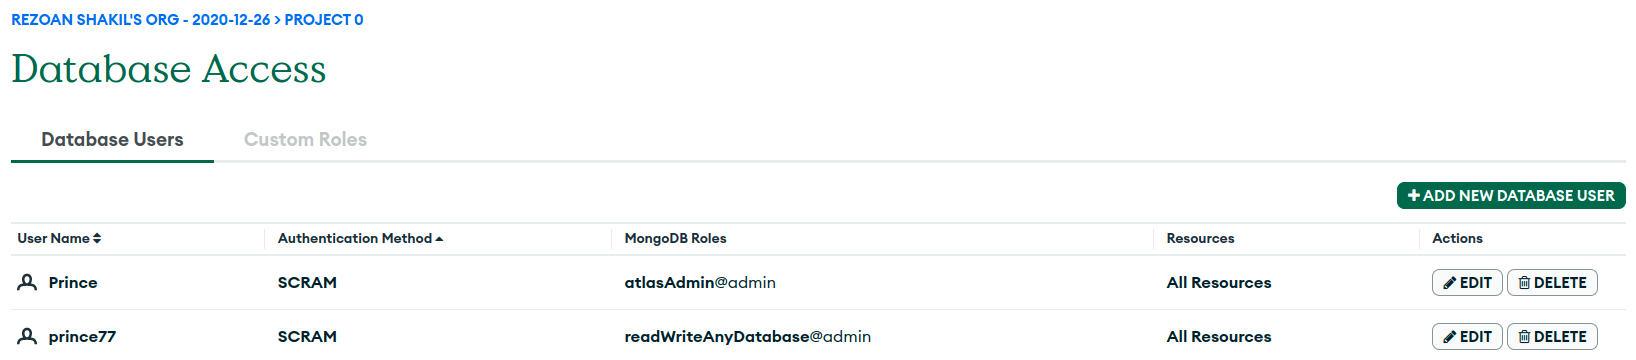 REZOAN SHAKIL'S ORG - 2020-12-26 > PROJECT 0
Database Access
Database Users Custom Roles
+ ADD NEW DATABASE USER
User Name Authentication Method MongoDB Roles Resources Actions
Prince SCRAM atlasAdmin@admin All Resources EDIT DELETE
prince77 SCRAM readWriteAnyDatabase@admin All Resources EDIT DELETE